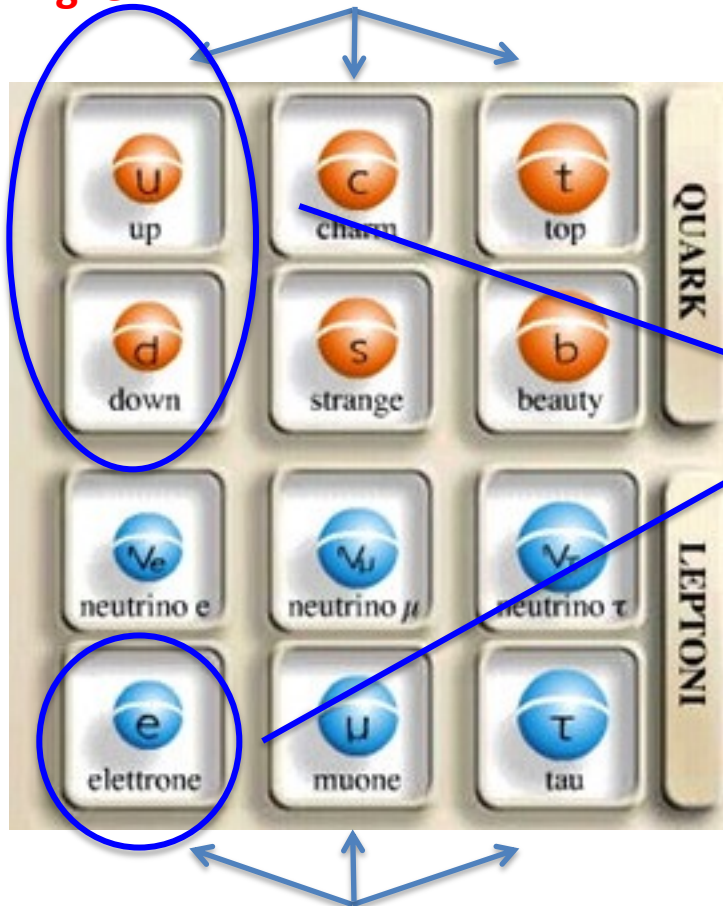 u
c
t
up
charm
top
QUARK
d
s
b
down
strange
beauty
νe
νμ
ντ
neutrino e
neutrino μ
neutrino τ
LEPTONI
e
μ
τ
elettrone
muone
tau